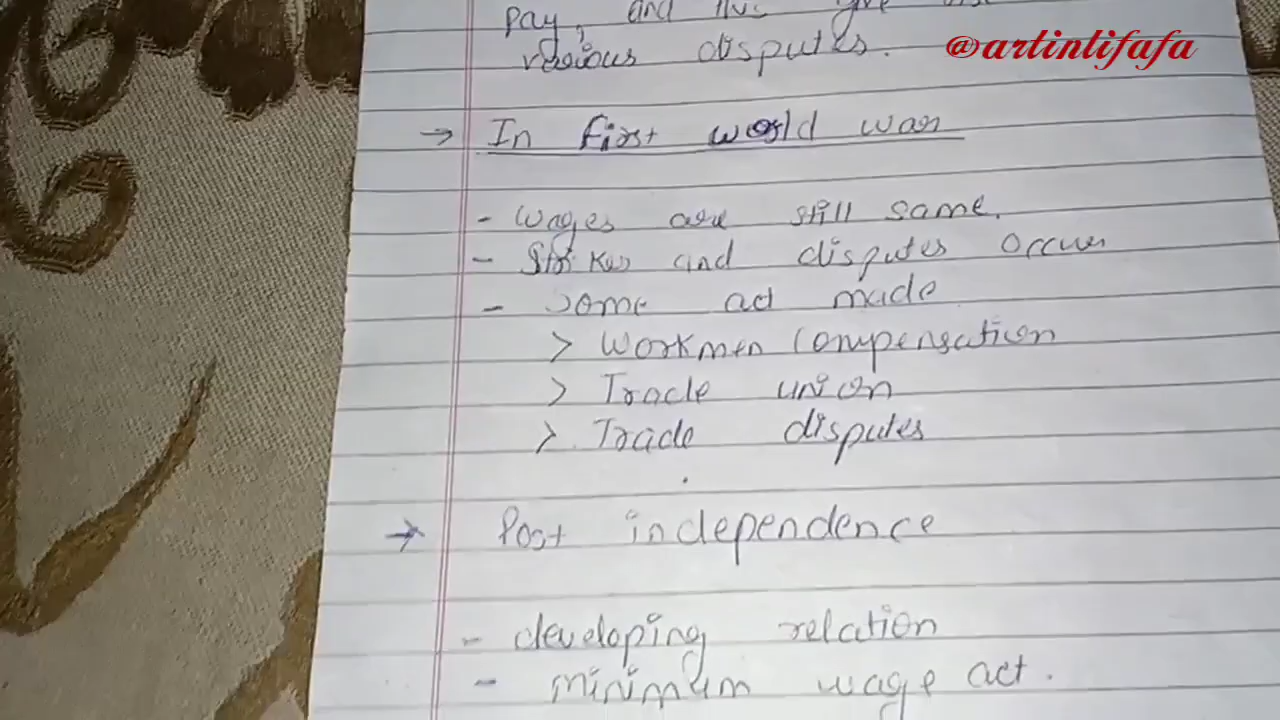 pay, and give
various disputes.
@artinlifafa
→ In first world war
- Wages are still same.
- Strikes and disputes occur
- Some act made
> Workmen Compensation
> Trade union
> Trade disputes
→ Post independence
- developing relation
- minimum wage act.